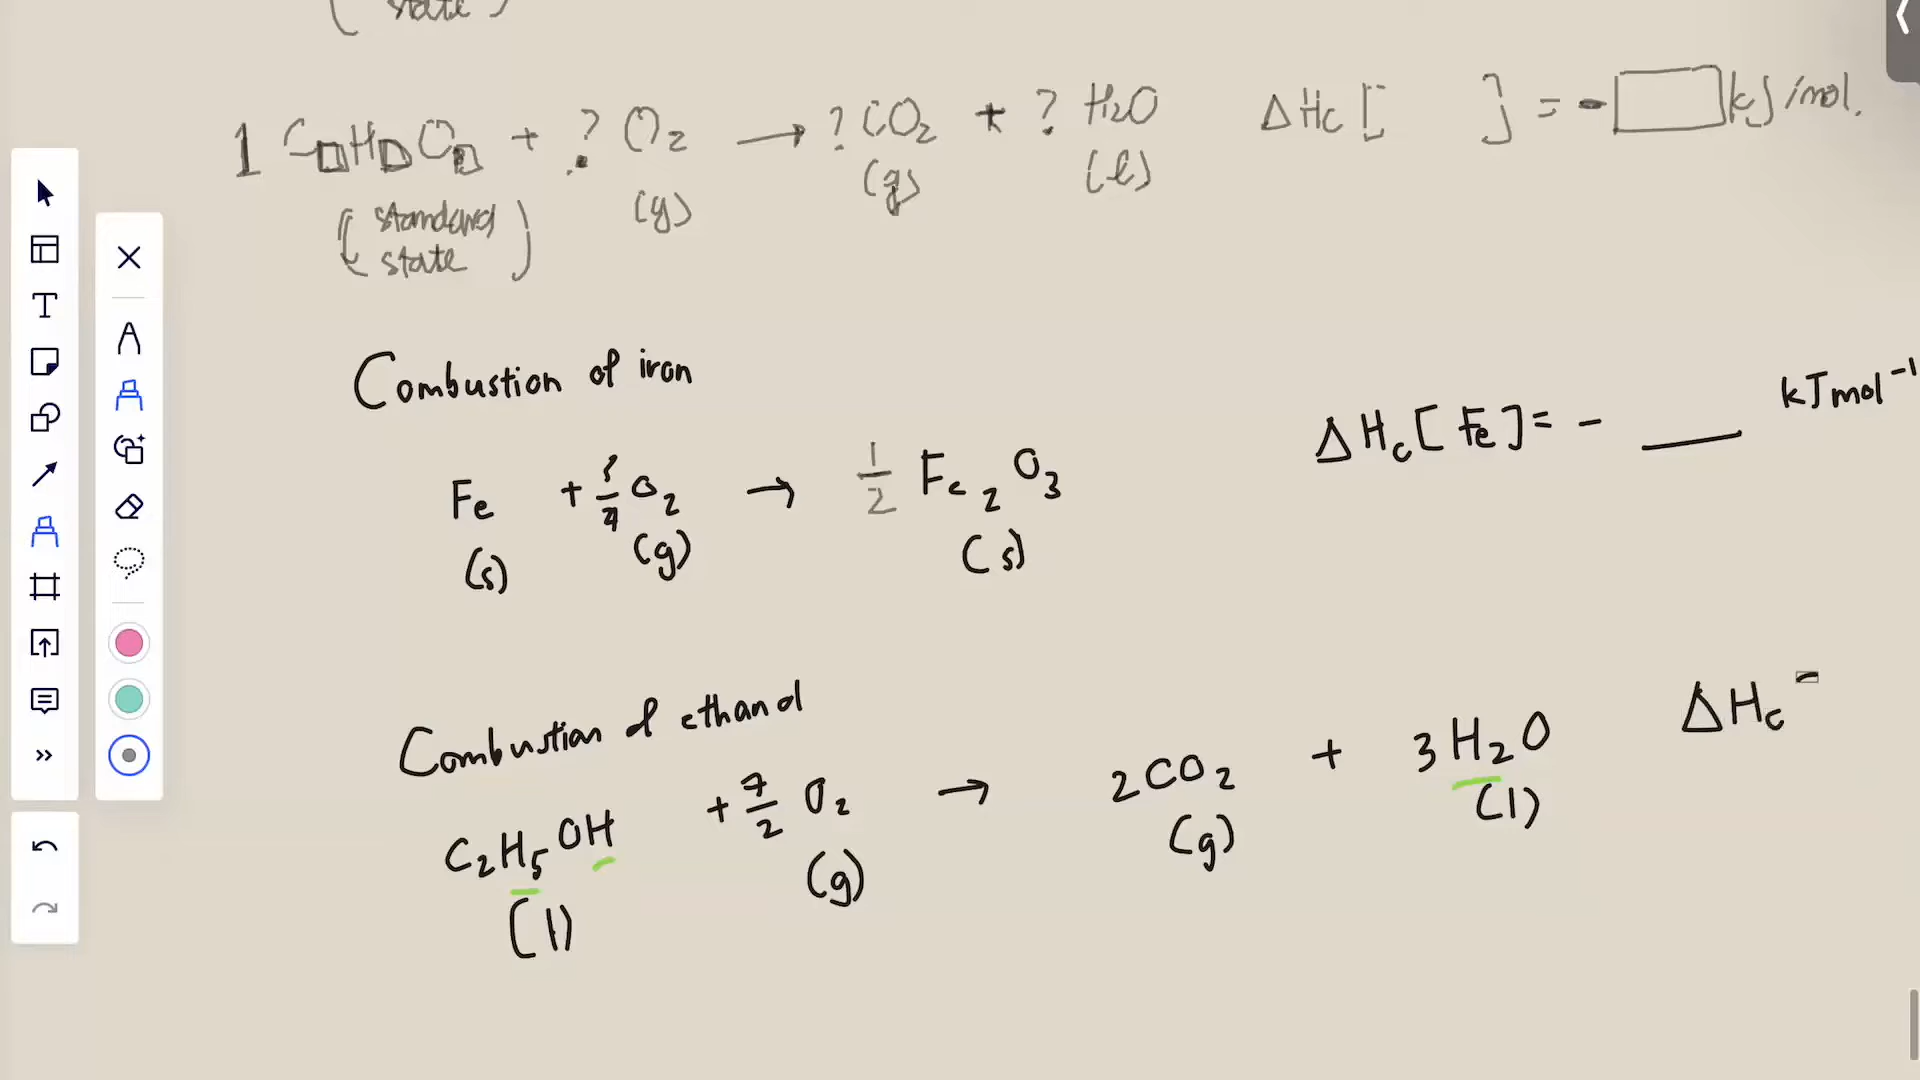 ( state )
1 C□H□O□ + ? O₂ → ? CO₂ + ? H₂O ΔHc [ ] = - □ kJ/mol.
( standard state ) (g) (g) (l)
Combustion of iron
Fe + 3/4 O₂ → 1/2 Fe₂O₃ ΔHc [Fe] = - ___ kJmol⁻¹
(s) (g) (s)
Combustion of ethanol
C₂H₅OH + 7/2 O₂ → 2CO₂ + 3H₂O ΔHc =
(l) (g) (g) (l)
T